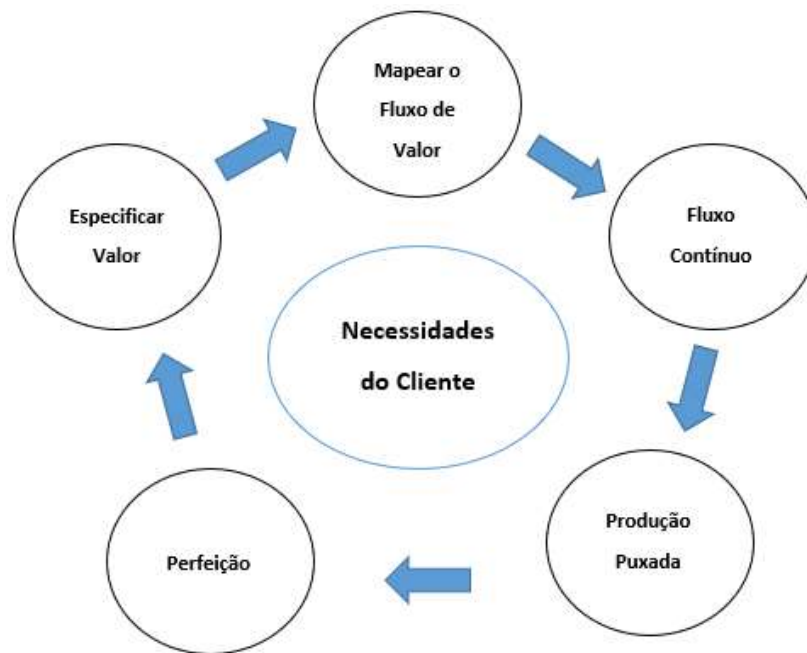 Mapear o
Fluxo de
Valor
Especificar
Valor
Fluxo
Contínuo
Necessidades
do Cliente
Produção
Puxada
Perfeição